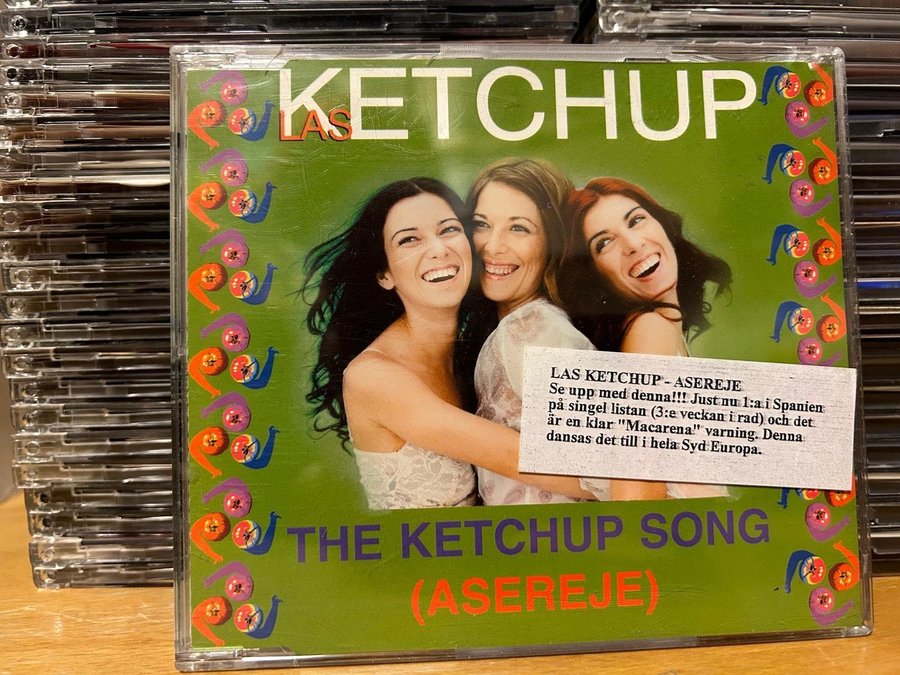 LAS KETCHUP
LAS KETCHUP - ASEREJE
Se upp med denna!!! Just nu 1:a i Spanien
på singel listan (3:e veckan i rad) och det
är en klar "Macarena" varning. Denna
dansas det till i hela Syd Europa.
THE KETCHUP SONG
(ASEREJE)